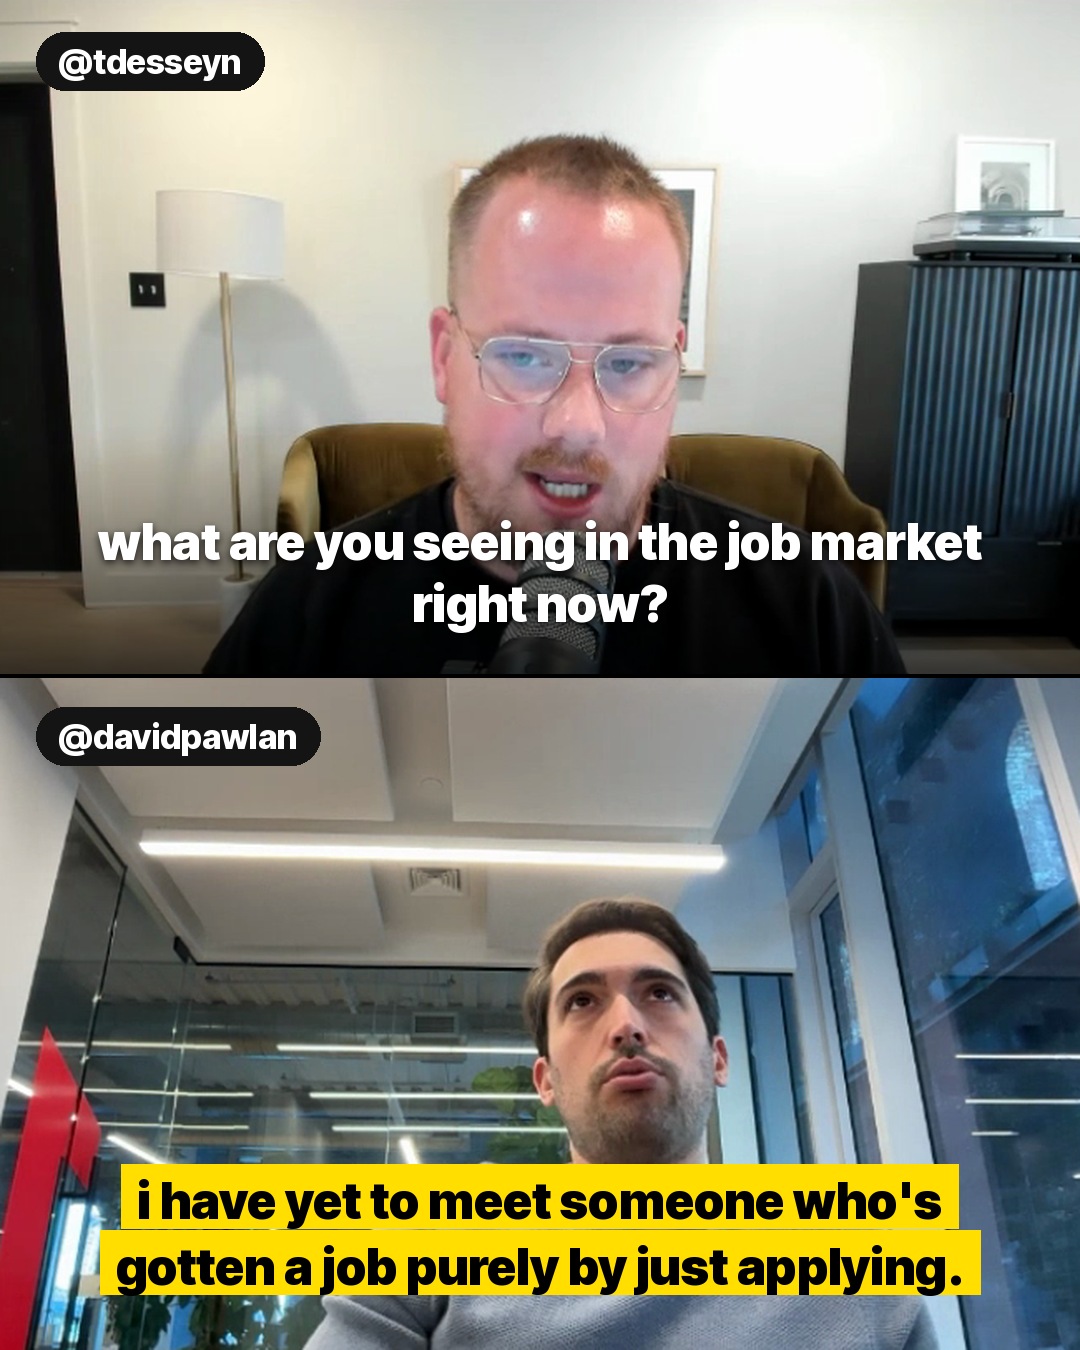 @tdesseyn
what are you seeing in the job market
right now?
@davidpawlan
i have yet to meet someone who's
gotten a job purely by just applying.